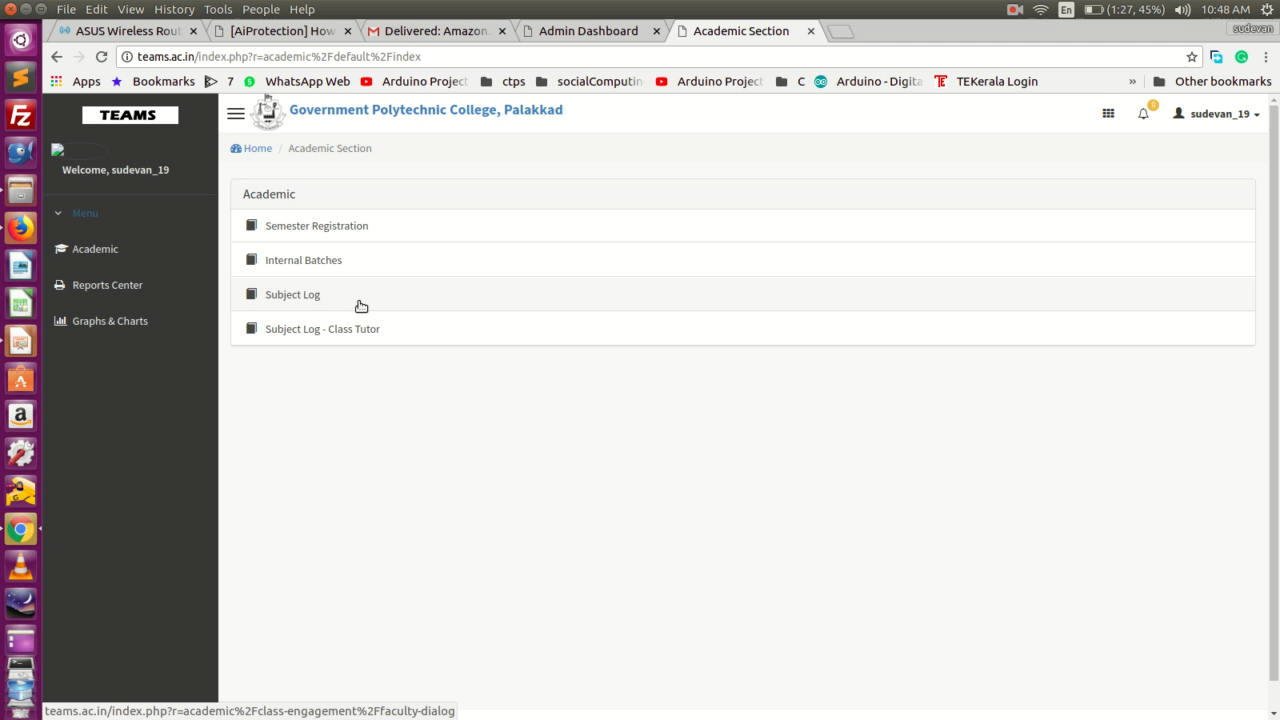 File Edit View History Tools People Help
En (1:27, 45%) 10:48 AM
ASUS Wireless Rou
[AiProtection] How
Delivered: Amazon.
Admin Dashboard
Academic Section
sudevan
teams.ac.in/index.php?r=academic%2Fdefault%2Findex
Apps Bookmarks 7 WhatsApp Web Arduino Project ctps socialComputin Arduino Project C Arduino - Digita TEKerala Login » Other bookmarks
TEAMS
Government Polytechnic College, Palakkad
0
sudevan_19
Welcome, sudevan_19
Home / Academic Section
Menu
Academic
Reports Center
Graphs & Charts
Academic
Semester Registration
Internal Batches
Subject Log
Subject Log - Class Tutor
teams.ac.in/index.php?r=academic%2Fclass-engagement%2Ffaculty-dialog